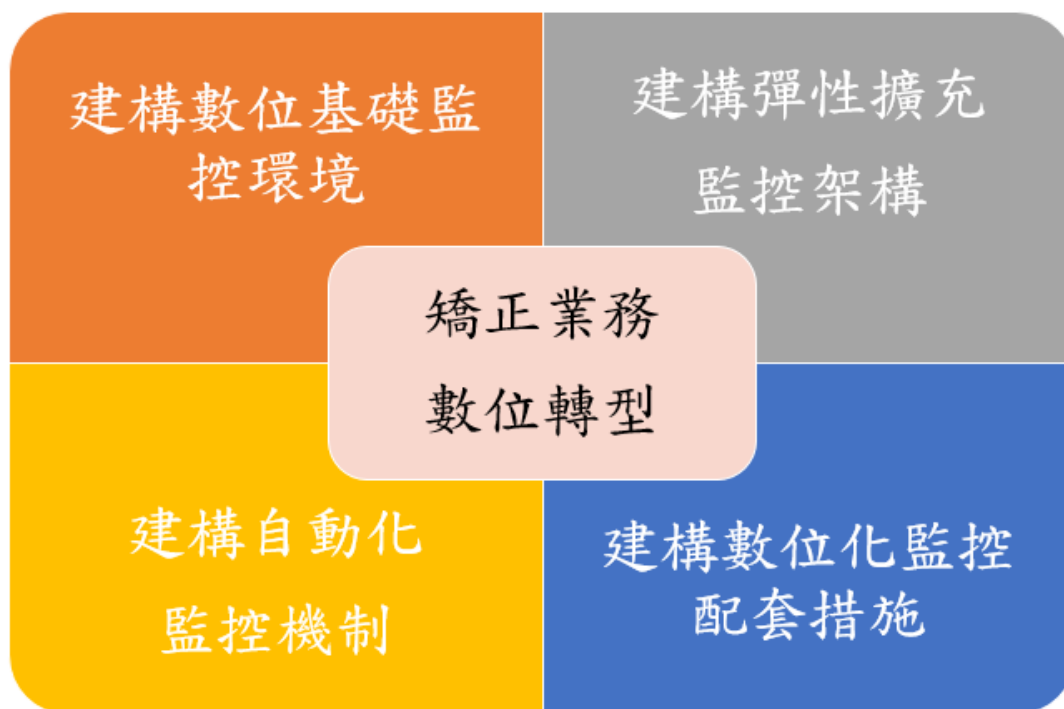 建構數位基礎監
控環境
建構彈性擴充
監控架構
矯正業務
數位轉型
建構自動化
監控機制
建構數位化監控
配套措施